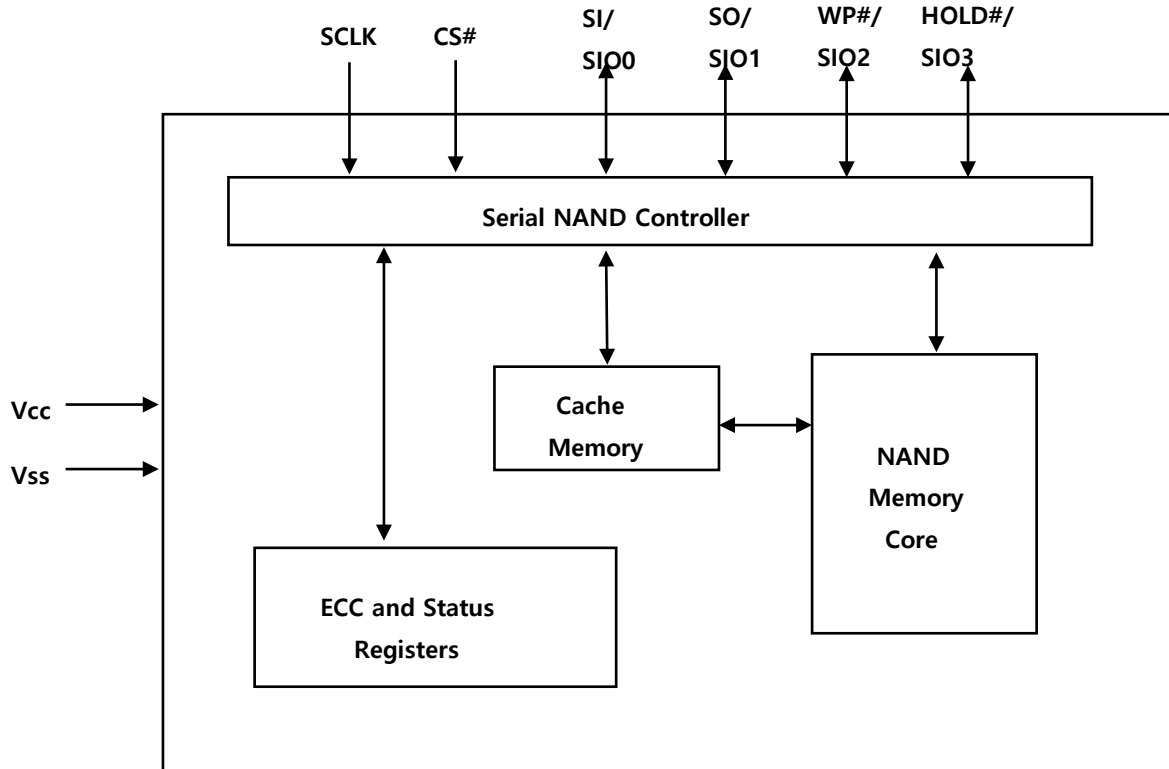 SCLK
CS#
SI/
SIO0
SO/
SIO1
WP#/
SIO2
HOLD#/
SIO3
Serial NAND Controller
Vcc
Vss
Cache
Memory
NAND
Memory
Core
ECC and Status
Registers